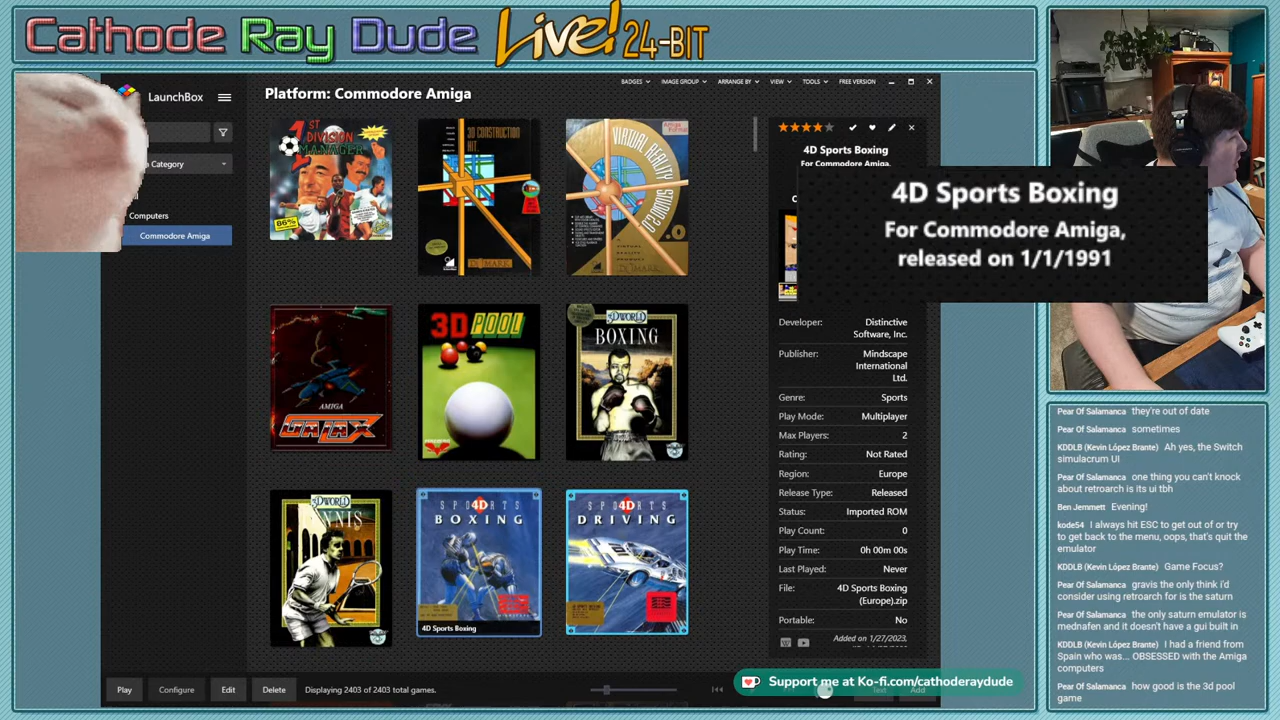 Cathode Ray Dude Live! 24-BIT
LaunchBox
Category
Computers
Commodore Amiga
BADGES IMAGE GROUP ARRANGE BY VIEW TOOLS FREE VERSION
Platform: Commodore Amiga
1ST DIVISION MANAGER
86%
3D CONSTRUCTION KIT
DOMARK
Amiga Format
VIRTUAL REALITY STUDIO 2.0
DOMARK
AMIGA
GALAX
3D POOL
3D WORLD
BOXING
3D WORLD
TENNIS
4D SPORTS
BOXING
MINDSCAPE
4D Sports Boxing
4D SPORTS
DRIVING
4D Sports Boxing
For Commodore Amiga,
4D Sports Boxing
For Commodore Amiga,
released on 1/1/1991
Developer: Distinctive
Software, Inc.
Publisher: Mindscape
International
Ltd.
Genre: Sports
Play Mode: Multiplayer
Max Players: 2
Rating: Not Rated
Region: Europe
Release Type: Released
Status: Imported ROM
Play Count: 0
Play Time: 0h 00m 00s
Last Played: Never
File: 4D Sports Boxing
(Europe).zip
Portable: No
Added on 1/27/2023,
Play Configure Edit Delete Displaying 2403 of 2403 total games.
Support me at Ko-fi.com/cathoderaydude
Text Add
Pear Of Salamanca they're out of date
Pear Of Salamanca sometimes
KDDLB (Kevin López Brante) Ah yes, the Switch
simulacrum UI
Pear Of Salamanca one thing you can't knock
about retroarch is its ui tbh
Ben Jemmett Evening!
kode54 I always hit ESC to get out of or try
to get back to the menu, oops, that's quit the
emulator
KDDLB (Kevin López Brante) Game Focus?
Pear Of Salamanca gravis the only think i'd
consider using retroarch for is the saturn
Pear Of Salamanca the only saturn emulator is
mednafen and it doesn't have a gui built in
KDDLB (Kevin López Brante) I had a friend from
Spain who was... OBSESSED with the Amiga
computers
Pear Of Salamanca how good is the 3d pool
game